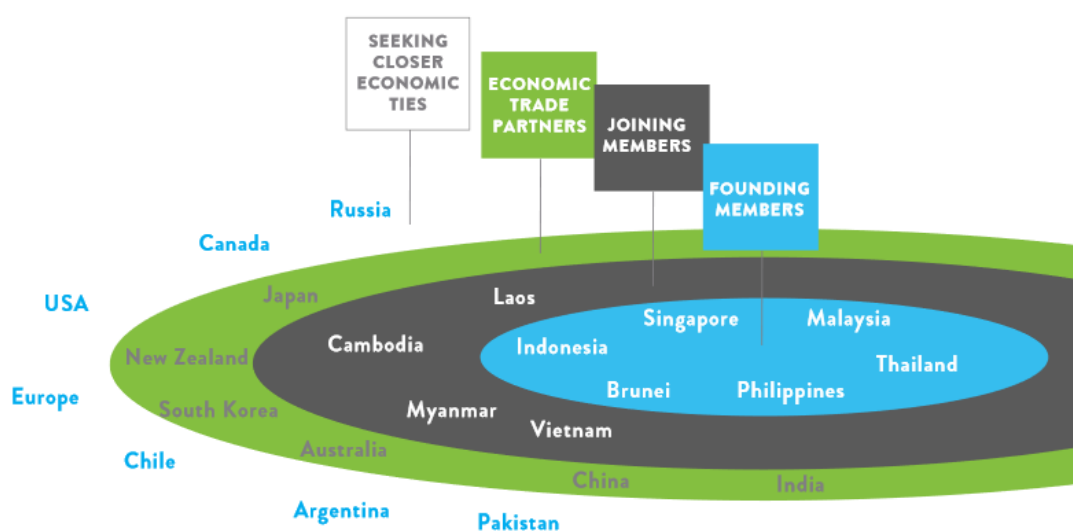 SEEKING
CLOSER
ECONOMIC
TIES
ECONOMIC
TRADE
PARTNERS
JOINING
MEMBERS
FOUNDING
MEMBERS
Russia
Canada
USA
Japan
Laos
Singapore
Malaysia
Cambodia
Indonesia
New Zealand
Thailand
Europe
Brunei
Philippines
South Korea
Myanmar
Vietnam
Australia
Chile
China
India
Argentina
Pakistan